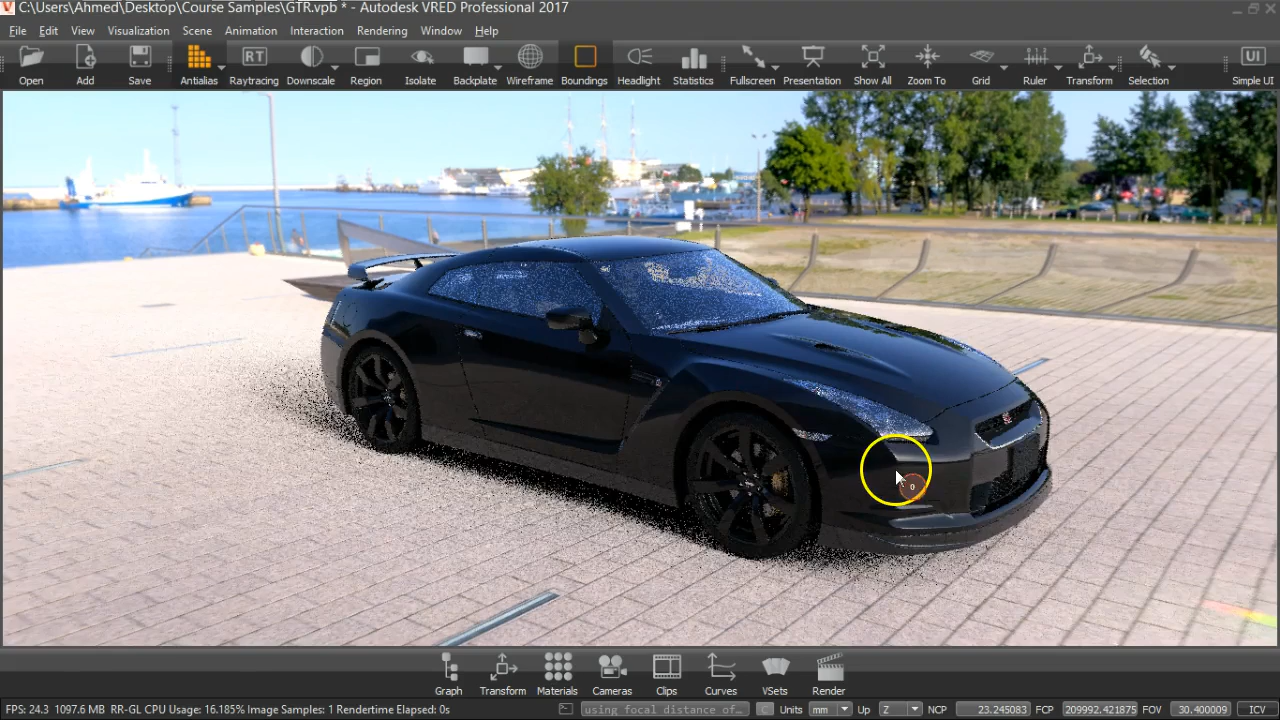 C:\Users\Ahmed\Desktop\Course Samples\GTR.vpb * - Autodesk VRED Professional 2017
File Edit View Visualization Scene Animation Interaction Rendering Window Help
RT UI
Open Add Save Antialias Raytracing Downscale Region Isolate Backplate Wireframe Boundings Headlight Statistics Fullscreen Presentation Show All Zoom To Grid Ruler Transform Selection Simple UI
0
Graph Transform Materials Cameras Clips Curves VSets Render
FPS: 24.3 1097.6 MB RR-GL CPU Usage: 16.185% Image Samples: 1 Rendertime Elapsed: 0s using focal distance of... C Units mm Up Z NCP 23.245083 FCP 209992.421875 FOV 30.400009 ICV